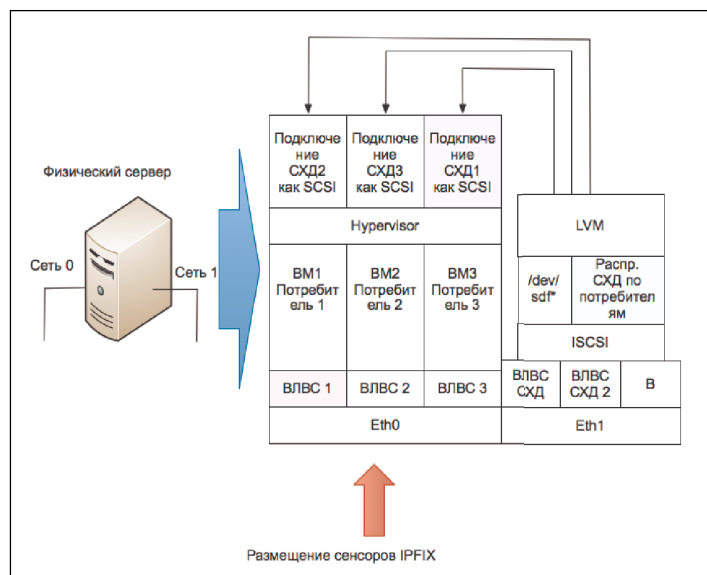 Физический сервер
Сеть 0
Сеть 1
Подключе
ние
СХД2
как SCSI
Подключе
ние
СХД3
как SCSI
Подключе
ние
СХД1
как SCSI
Hypervisor
ВМ1
Потребит
ель 1
ВМ2
Потребит
ель 2
ВМ3
Потребит
ель 3
ВЛВС 1
ВЛВС 2
ВЛВС 3
Eth0
LVM
/dev/
sdf*
Распр.
СХД по
потребител
ям
ISCSI
ВЛВС
СХД
ВЛВС
СХД 2
В
Eth1
Размещение сенсоров IPFIX